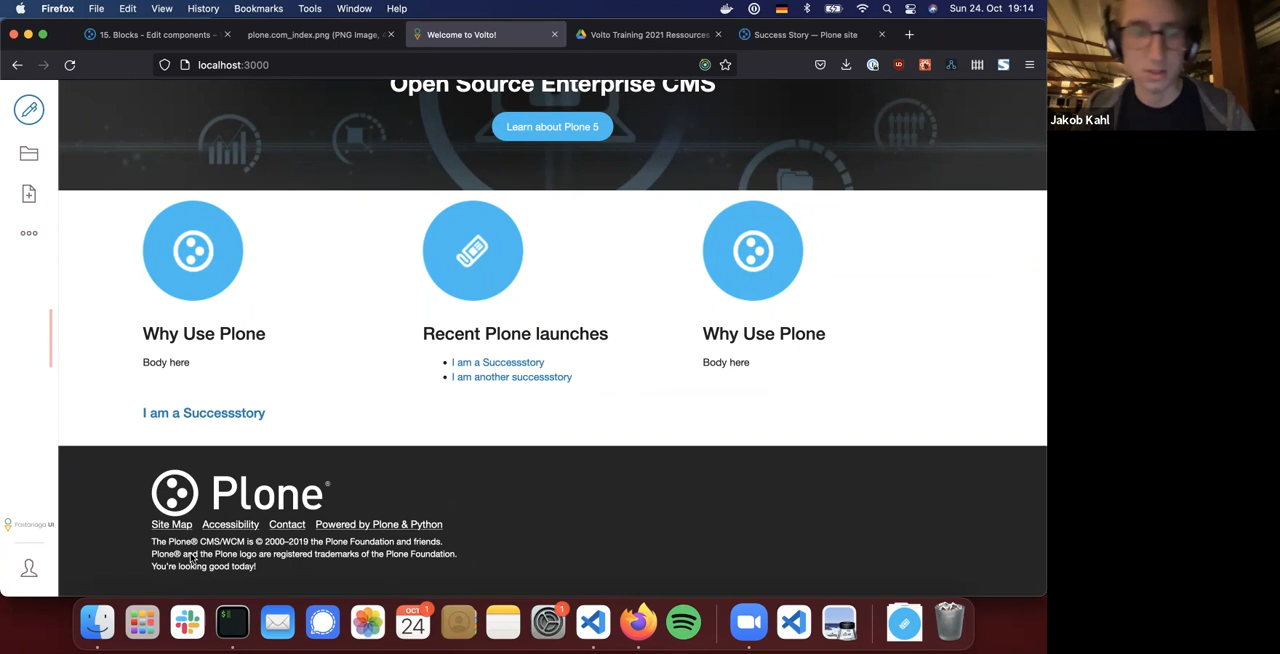 Firefox File Edit View History Bookmarks Tools Window Help Sun 24. Oct 19:14
15. Blocks - Edit components - plone.com_index.png (PNG Image, Welcome to Volto! Volto Training 2021 Ressources Success Story — Plone site
localhost:3000
Open Source Enterprise CMS
Learn about Plone 5
Why Use Plone Recent Plone launches Why Use Plone
Body here I am a Successstory Body here
I am another successstory
I am a Successstory
Plone®
Site Map Accessibility Contact Powered by Plone & Python
The Plone® CMS/WCM is © 2000–2019 the Plone Foundation and friends.
Plone® and the Plone logo are registered trademarks of the Plone Foundation.
You're looking good today!
Pastanaga UI
OCT 1
24
1
Jakob Kahl